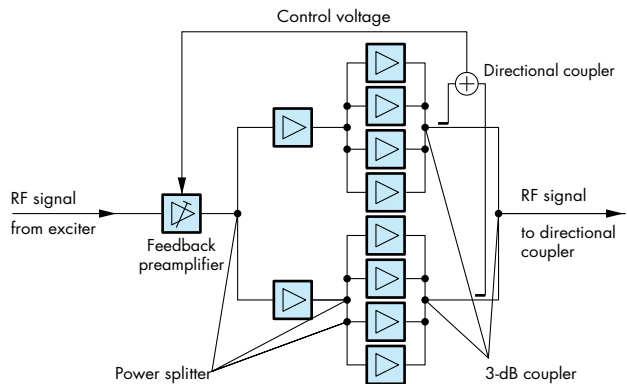 Control voltage
Directional coupler
RF signal
from exciter
Feedback
preamplifier
RF signal
to directional
coupler
Power splitter
3-dB coupler